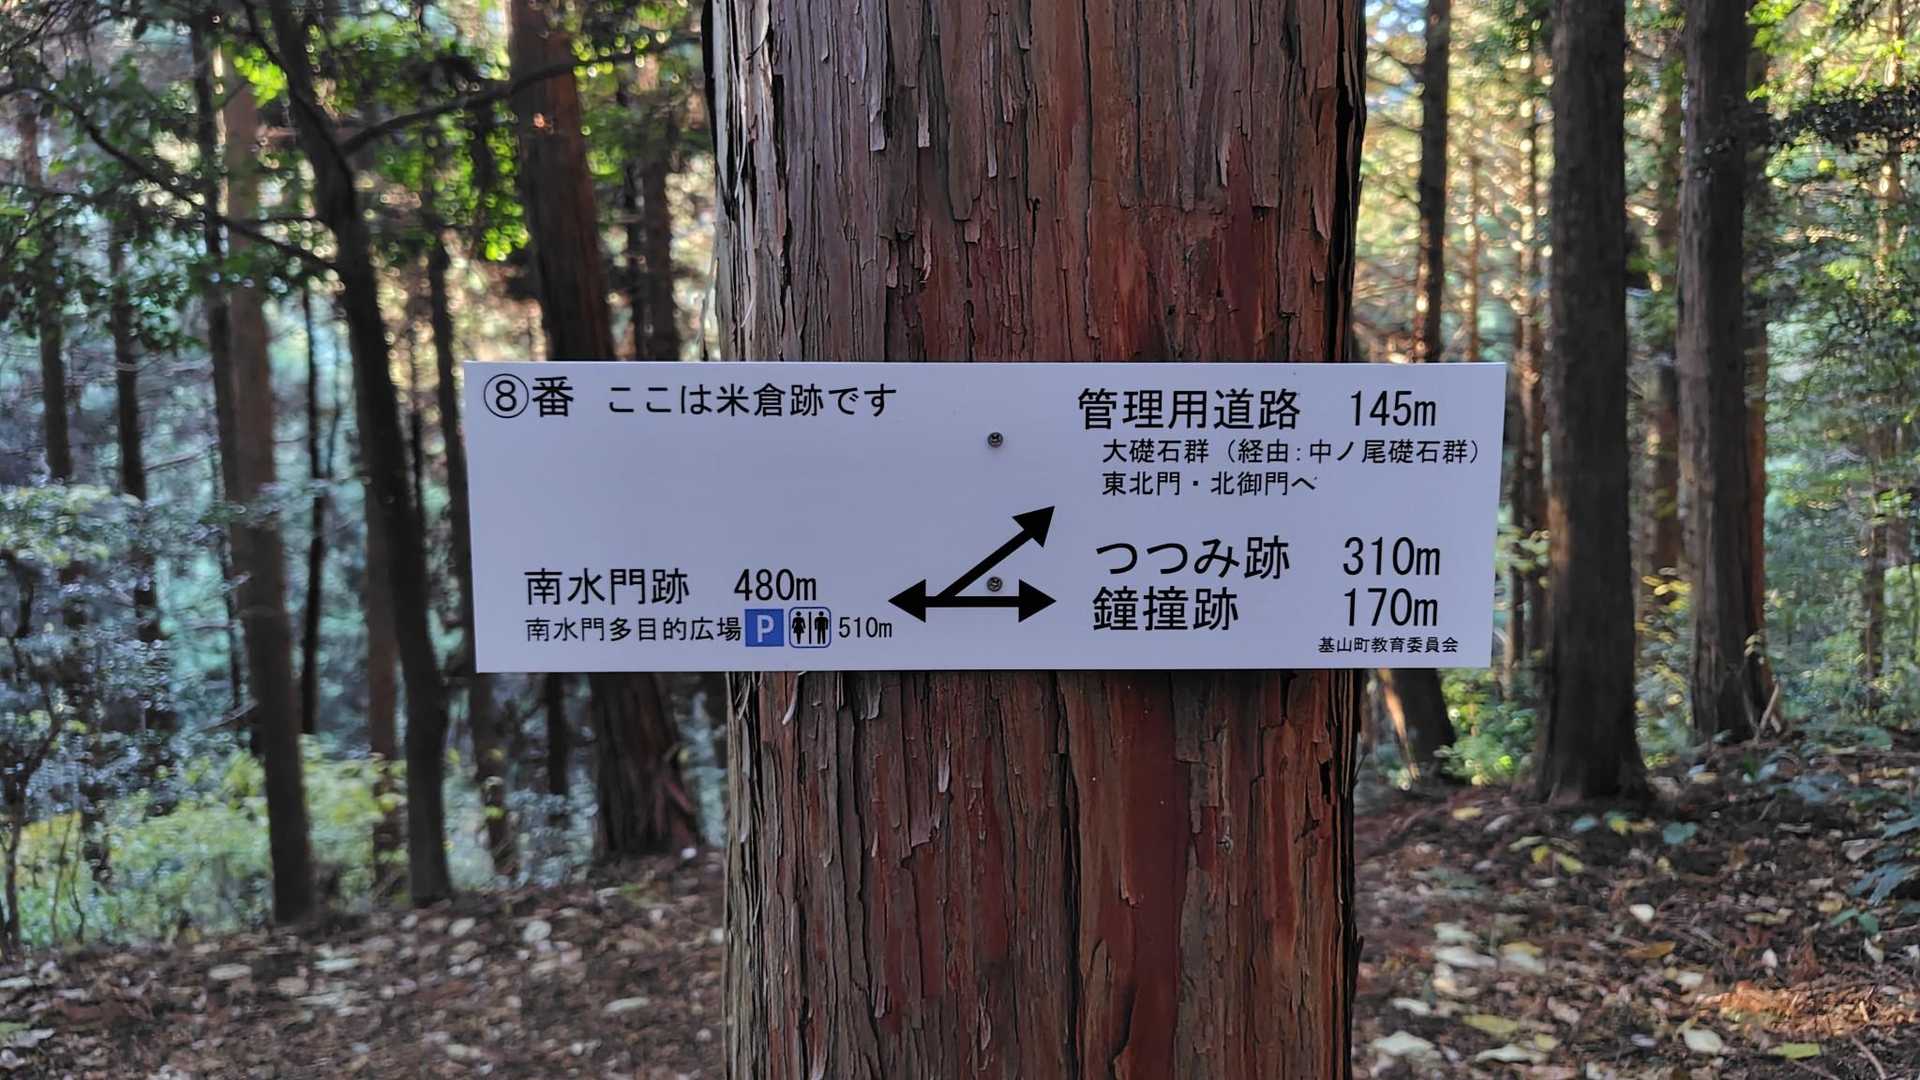 ⑧番 ここは米倉跡です
南水門跡 480m
南水門多目的広場 P 510m
管理用道路 145m
大礎石群（経由:中ノ尾礎石群）
東北門・北御門へ
つつみ跡 310m
鐘撞跡 170m
基山町教育委員会